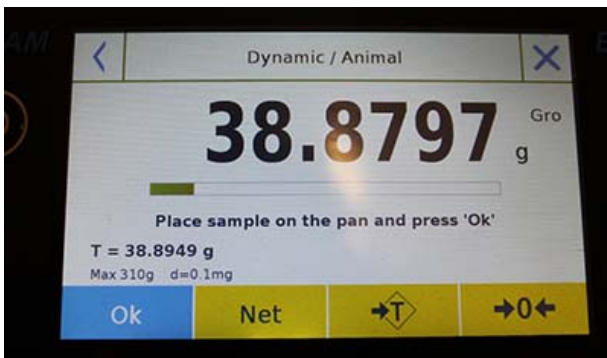 Dynamic / Animal
38.8797 g Gro
Place sample on the pan and press 'Ok'
T = 38.8949 g
Max 310g d=0.1mg
Ok Net →T →0←
AM